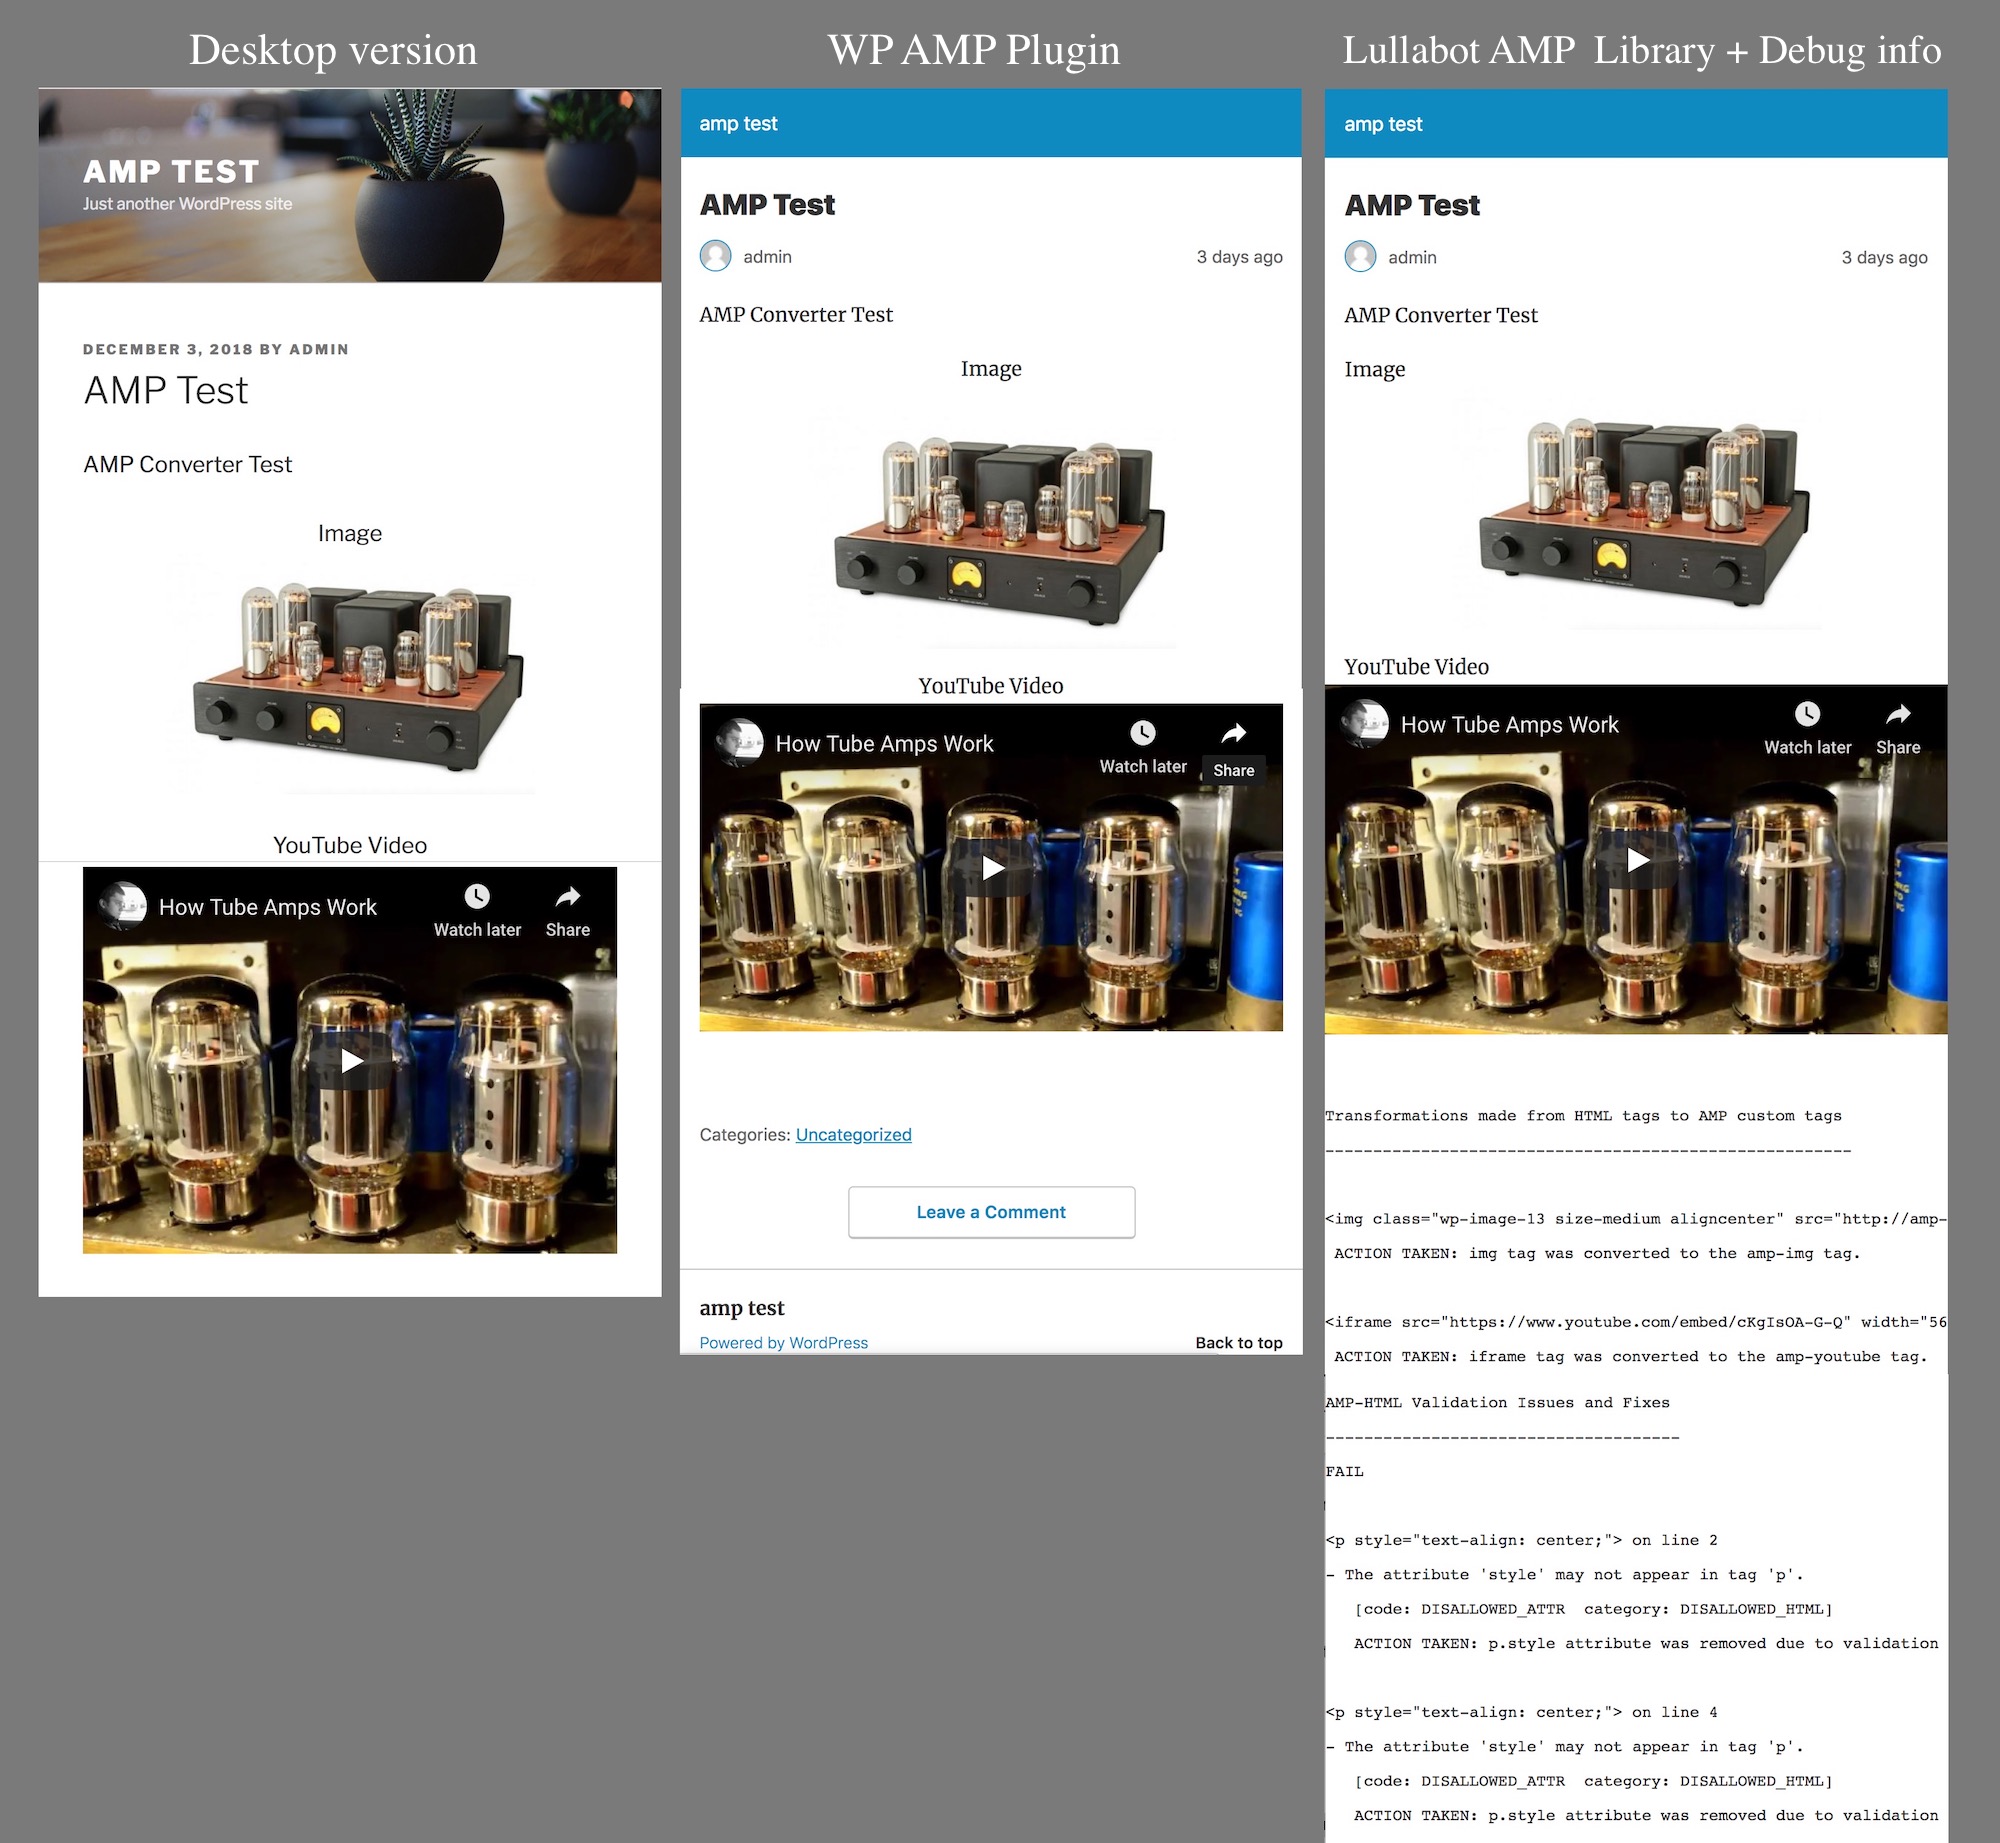 Desktop version
AMP TEST
Just another WordPress site
DECEMBER 3, 2018 BY ADMIN
AMP Test
AMP Converter Test
Image
YouTube Video
How Tube Amps Work
Watch later
Share
WP AMP Plugin
amp test
AMP Test
admin
3 days ago
AMP Converter Test
Image
YouTube Video
How Tube Amps Work
Watch later
Share
Categories: Uncategorized
Leave a Comment
amp test
Powered by WordPress
Back to top
Lullabot AMP Library + Debug info
amp test
AMP Test
admin
3 days ago
AMP Converter Test
Image
YouTube Video
How Tube Amps Work
Watch later
Share
Transformations made from HTML tags to AMP custom tags
-------------------------------------------------------
<img class="wp-image-13 size-medium aligncenter" src="http://amp-
ACTION TAKEN: img tag was converted to the amp-img tag.
<iframe src="https://www.youtube.com/embed/cKgIsOA-G-Q" width="56
ACTION TAKEN: iframe tag was converted to the amp-youtube tag.
AMP-HTML Validation Issues and Fixes
-------------------------------------
FAIL
<p style="text-align: center;"> on line 2
- The attribute 'style' may not appear in tag 'p'.
[code: DISALLOWED_ATTR  category: DISALLOWED_HTML]
ACTION TAKEN: p.style attribute was removed due to validation
<p style="text-align: center;"> on line 4
- The attribute 'style' may not appear in tag 'p'.
[code: DISALLOWED_ATTR  category: DISALLOWED_HTML]
ACTION TAKEN: p.style attribute was removed due to validation